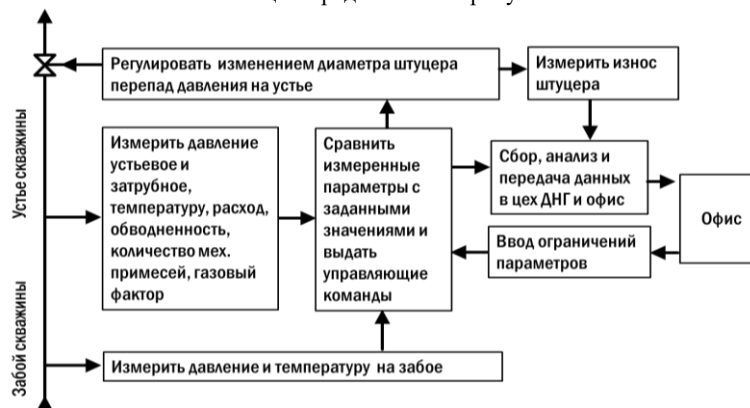 Регулировать изменением диаметра штуцера
перепад давления на устье
Измерить износ
штуцера
Устье скважины
Измерить давление
устьевое и
затрубное,
температуру, расход,
обводненность,
количество мех.
примесей, газовый
фактор
Сравнить
измеренные
параметры с
заданными
значениями и
выдать
управляющие
команды
Сбор, анализ и
передача данных
в цех ДНГ и офис
Офис
Ввод ограничений
параметров
Забой скважины
Измерить давление и температуру на забое